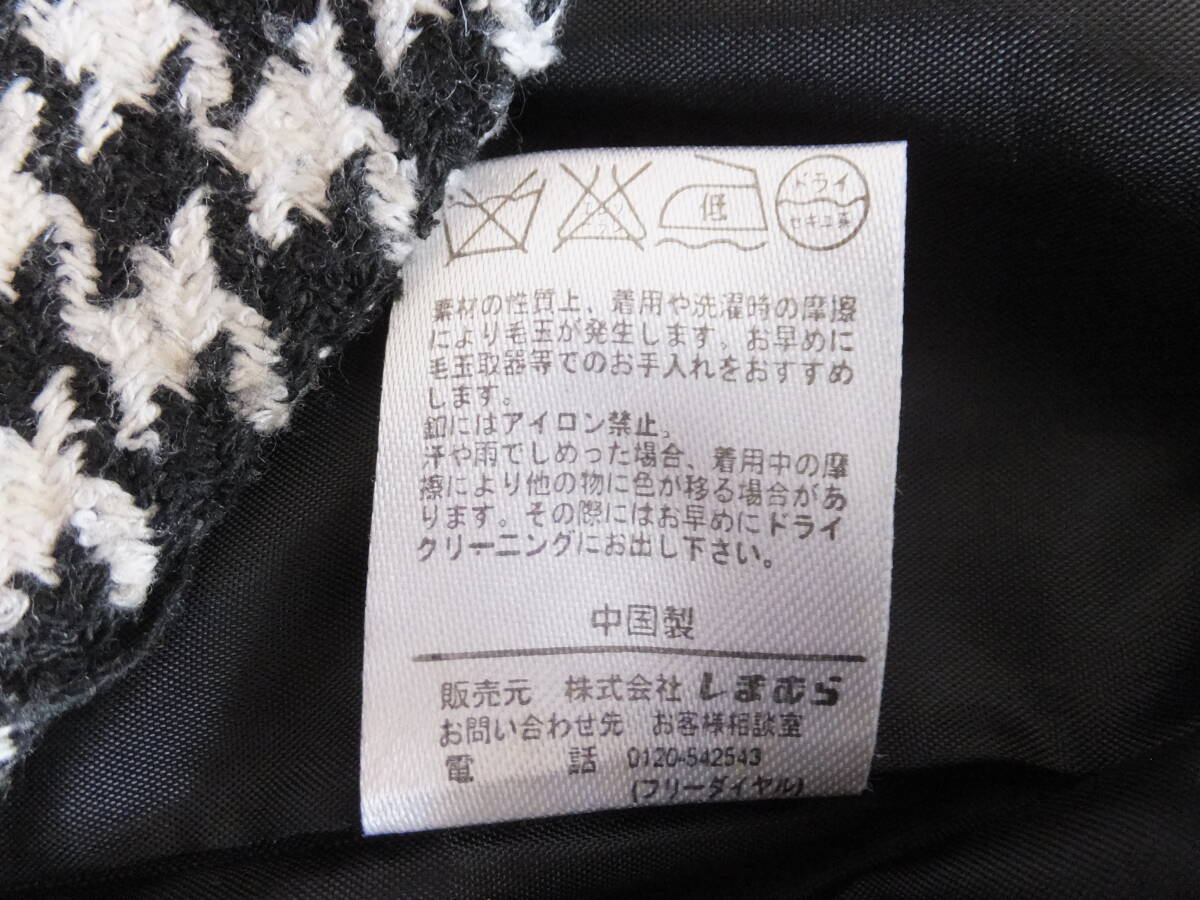 エンソ
低
ドライ
セキユ系
素材の性質上、着用や洗濯時の摩擦
により毛玉が発生します。お早めに
毛玉取器等でのお手入れをおすすめ
します。
釦にはアイロン禁止。
汗や雨でしめった場合、着用中の摩
擦により他の物に色が移る場合があ
ります。その際にはお早めにドライ
クリーニングにお出し下さい。
中国製
販売元 株式会社 しまむら
お問い合わせ先 お客様相談室
電 話 0120-542543
(フリーダイヤル)